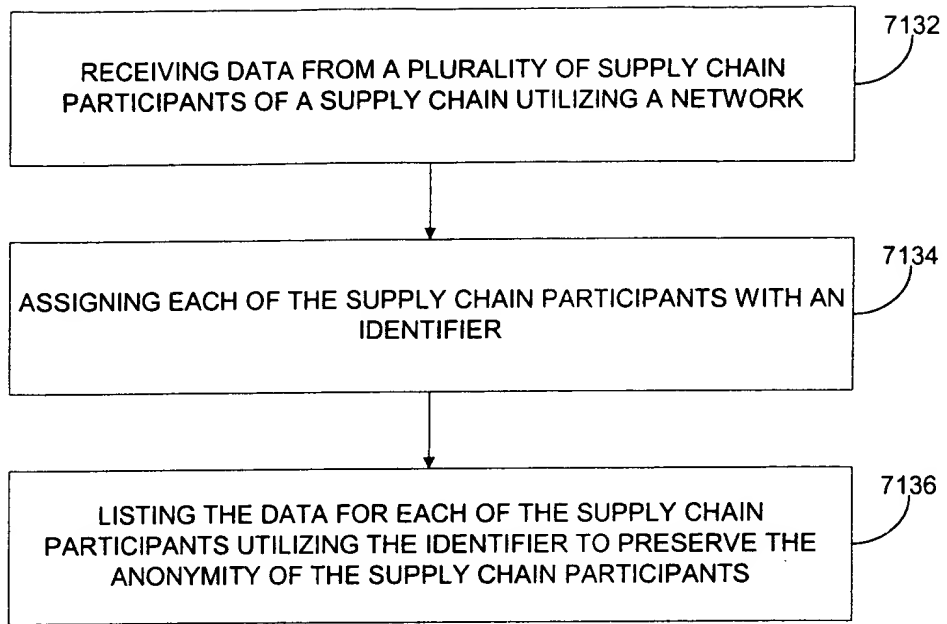 7132
RECEIVING DATA FROM A PLURALITY OF SUPPLY CHAIN
PARTICIPANTS OF A SUPPLY CHAIN UTILIZING A NETWORK
7134
ASSIGNING EACH OF THE SUPPLY CHAIN PARTICIPANTS WITH AN
IDENTIFIER
7136
LISTING THE DATA FOR EACH OF THE SUPPLY CHAIN
PARTICIPANTS UTILIZING THE IDENTIFIER TO PRESERVE THE
ANONYMITY OF THE SUPPLY CHAIN PARTICIPANTS